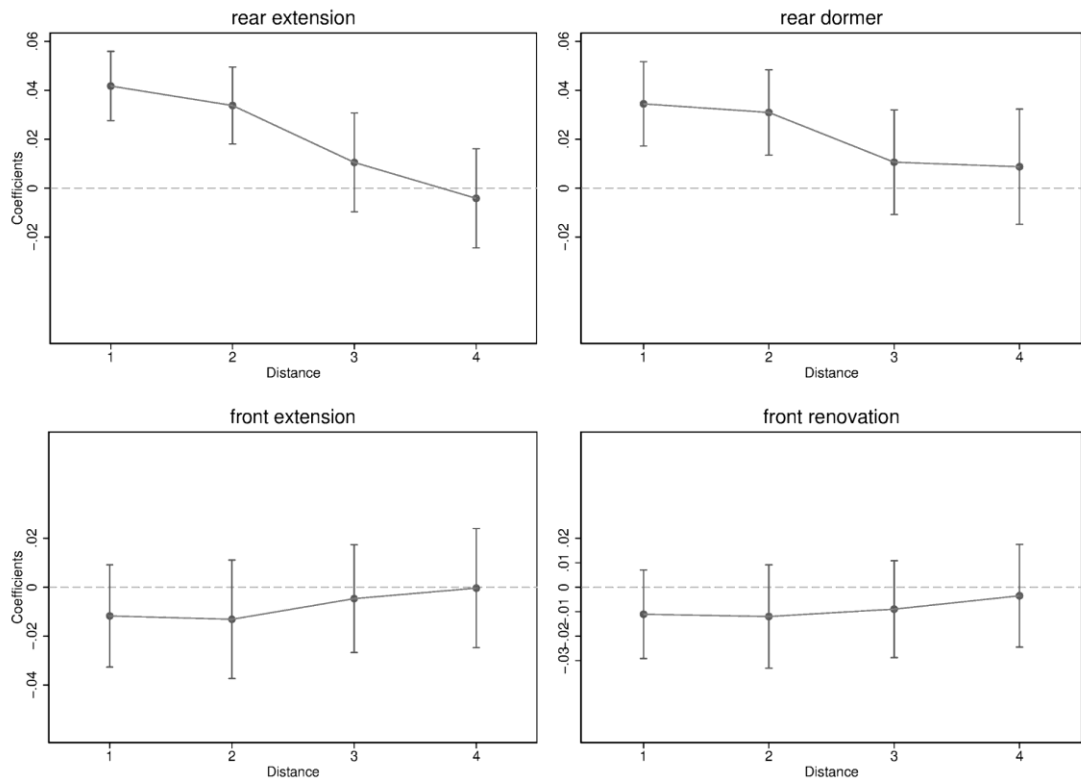 rear extension
.06
.04
.02
0
-.02
Coefficients
1 2 3 4
Distance
rear dormer
.06
.04
.02
0
-.02
1 2 3 4
Distance
front extension
.02
0
-.02
-.04
Coefficients
1 2 3 4
Distance
front renovation
.02
.01
0
-.01
-.02
-.03
1 2 3 4
Distance